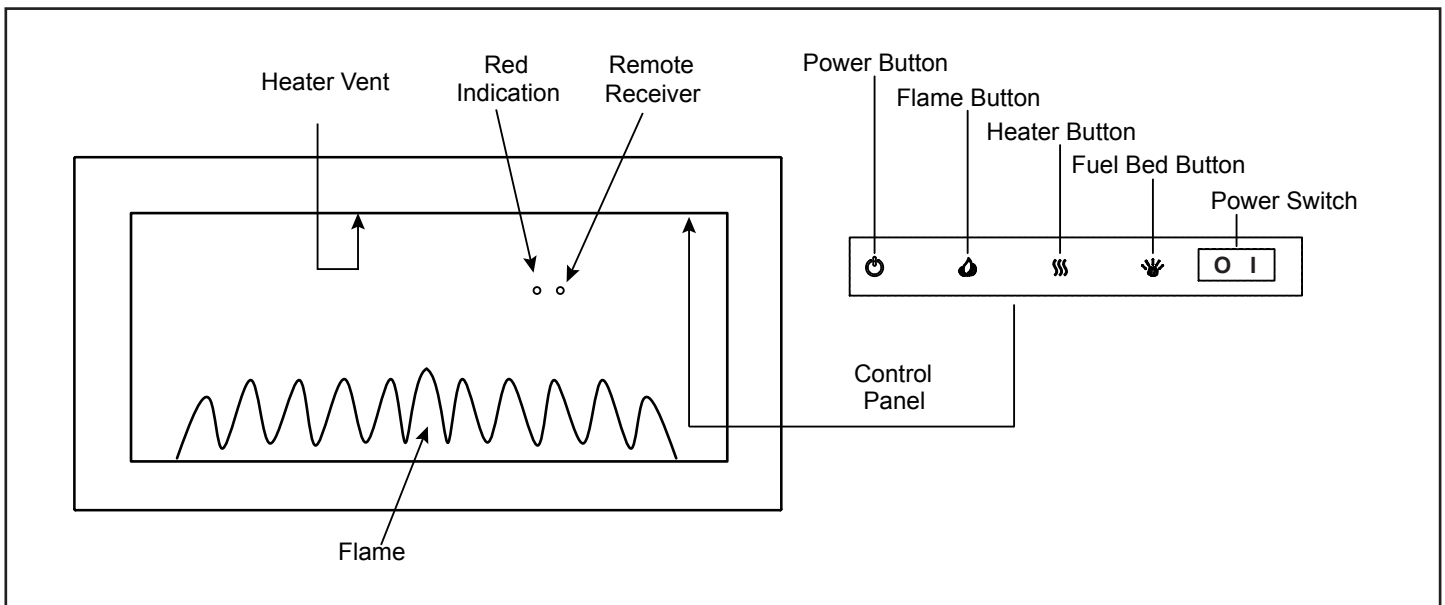 Heater Vent
Red
Indication
Remote
Receiver
Power Button
Flame Button
Heater Button
Fuel Bed Button
Power Switch
O I
Control
Panel
Flame